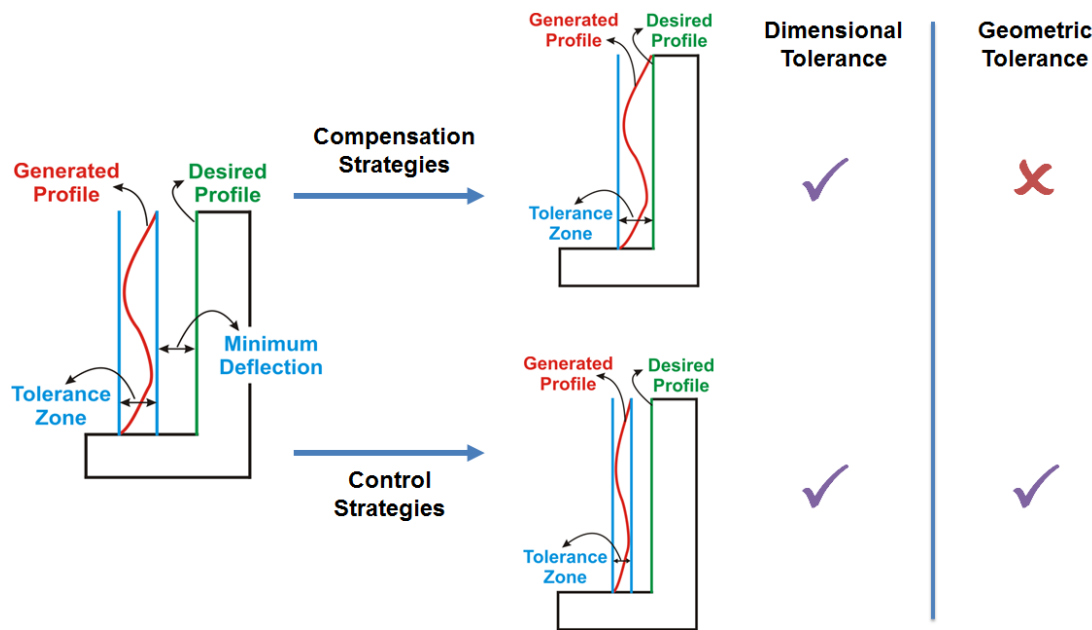 Generated
Profile
Desired
Profile
Minimum
Deflection
Tolerance
Zone
Compensation
Strategies
Control
Strategies
Generated
Profile
Desired
Profile
Tolerance
Zone
Generated
Profile
Desired
Profile
Tolerance
Zone
Dimensional
Tolerance
Geometric
Tolerance